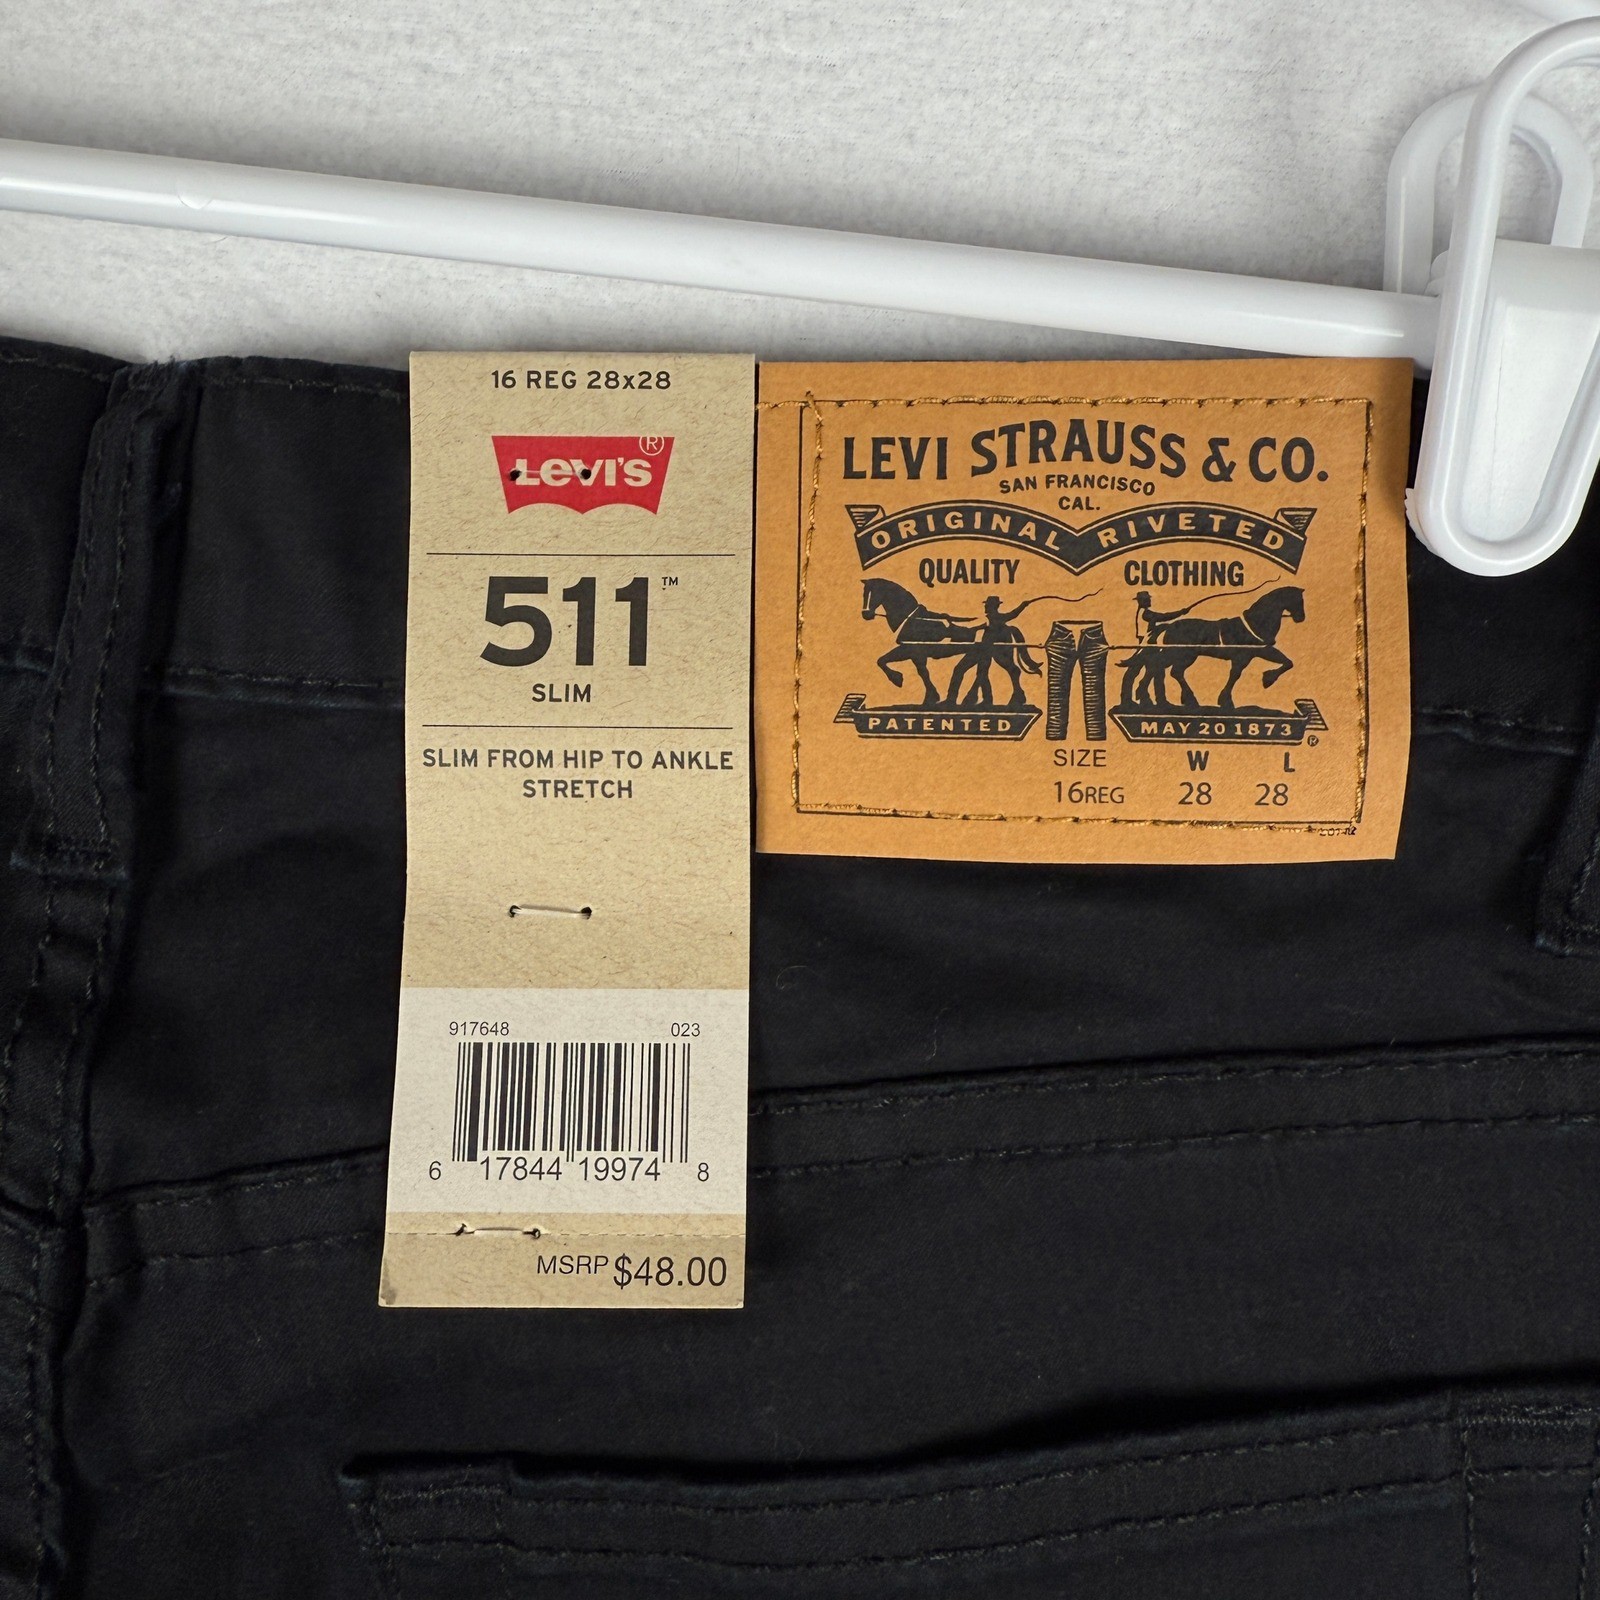 16 REG 28x28
LEVI'S®
511™
SLIM
SLIM FROM HIP TO ANKLE
STRETCH
917648 023
6 17844 19974 8
MSRP $48.00
LEVI STRAUSS & CO.
SAN FRANCISCO
CAL.
ORIGINAL RIVETED
QUALITY CLOTHING
PATENTED MAY 20 1873 ®
SIZE W L
16REG 28 28